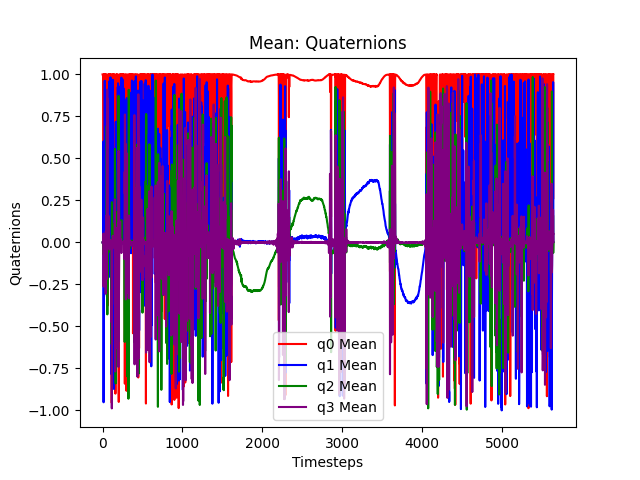 Mean: Quaternions
Quaternions
1.00
0.75
0.50
0.25
0.00
−0.25
−0.50
−0.75
−1.00
q0 Mean
q1 Mean
q2 Mean
q3 Mean
0 1000 2000 3000 4000 5000
Timesteps